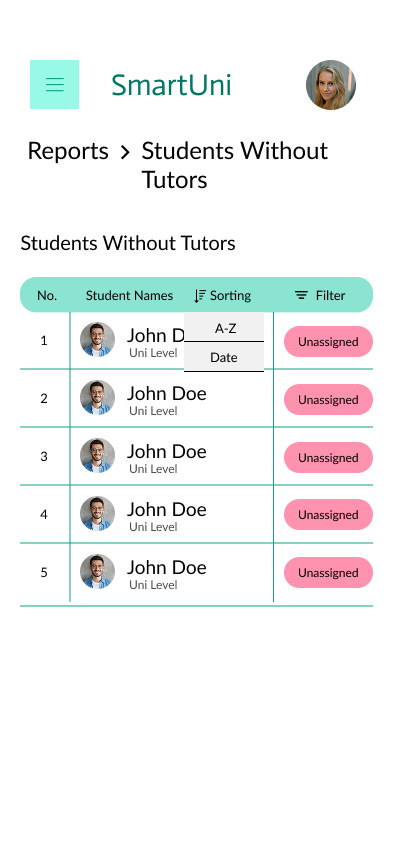 SmartUni
Reports > Students Without
Tutors
Students Without Tutors
No. Student Names Sorting Filter
A-Z
1 John D Unassigned
Uni Level
Date
2 John Doe Unassigned
Uni Level
3 John Doe Unassigned
Uni Level
4 John Doe Unassigned
Uni Level
5 John Doe Unassigned
Uni Level